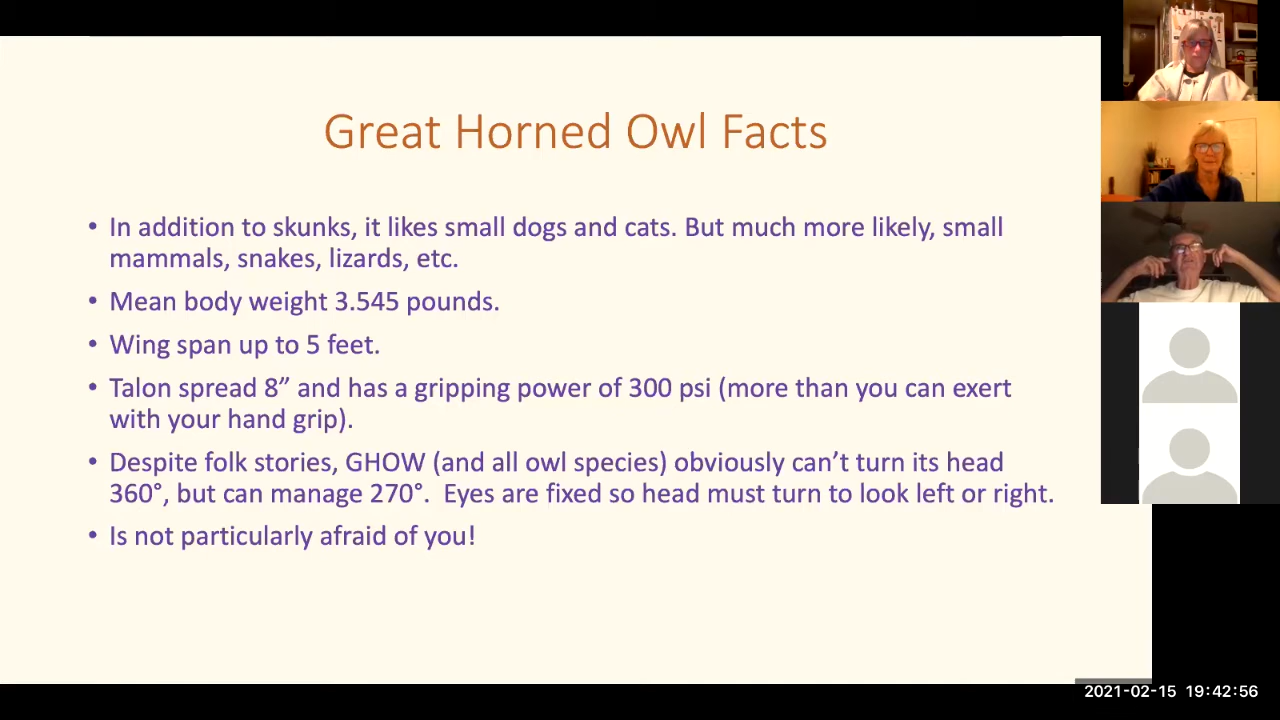 Great Horned Owl Facts
• In addition to skunks, it likes small dogs and cats. But much more likely, small
mammals, snakes, lizards, etc.
• Mean body weight 3.545 pounds.
• Wing span up to 5 feet.
• Talon spread 8” and has a gripping power of 300 psi (more than you can exert
with your hand grip).
• Despite folk stories, GHOW (and all owl species) obviously can’t turn its head
360°, but can manage 270°.  Eyes are fixed so head must turn to look left or right.
• Is not particularly afraid of you!
2021-02-15 19:42:56